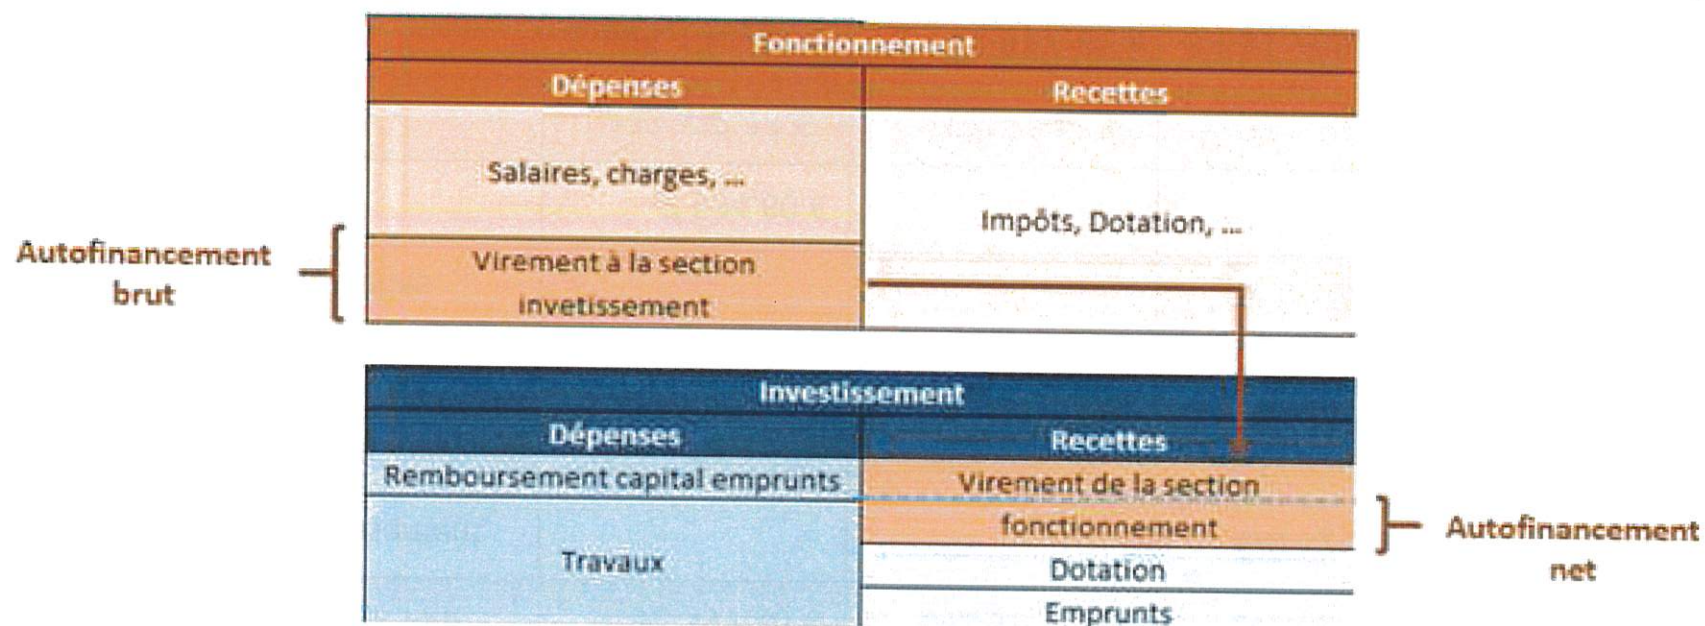 Fonctionnement
Dépenses
Recettes
Salaires, charges, ...
Impôts, Dotation, ...
Autofinancement
brut
Virement à la section
invetissement
Investissement
Dépenses
Recettes
Remboursement capital emprunts
Virement de la section
fonctionnement
Autofinancement
net
Travaux
Dotation
Emprunts